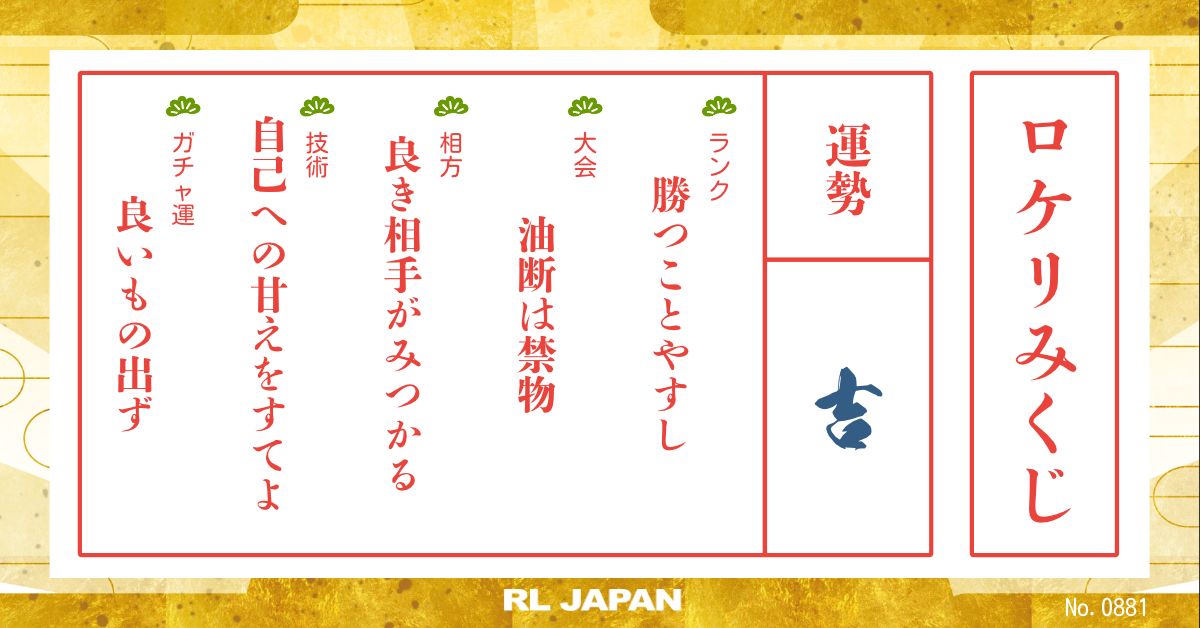 ロケリみくじ
運勢
吉
ランク
勝つことやすし
大会
油断は禁物
相方
良き相手がみつかる
技術
自己への甘えをすてよ
ガチャ運
良いもの出ず
RL JAPAN
No. 0881